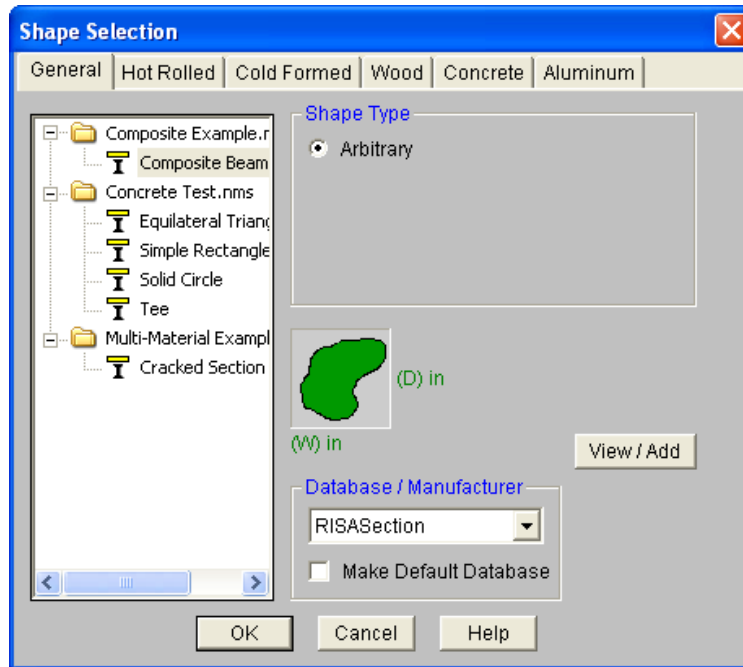 Shape Selection
General Hot Rolled Cold Formed Wood Concrete Aluminum
Composite Example.r
Composite Beam
Concrete Test.nms
Equilateral Triang
Simple Rectangle
Solid Circle
Tee
Multi-Material Exampl
Cracked Section
Shape Type
Arbitrary
(D) in
(W) in
View / Add
Database / Manufacturer
RISASection
Make Default Database
OK Cancel Help